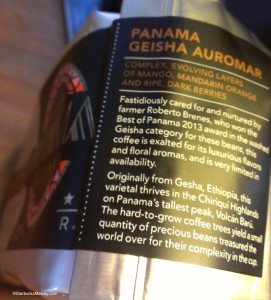 PANAMA
GEISHA AUROMAR
COMPLEX, EVOLVING LAYERS
OF MANGO, MANDARIN ORANGE
AND RIPE, DARK BERRIES
Fastidiously cared for and nurtured by
farmer Roberto Brenes, who won the
Best of Panama 2013 award in the washed
Geisha category for these beans, this
coffee is exalted for its luxurious flavors
and floral aromas, and is very limited in
availability.
Originally from Gesha, Ethiopia, this
varietal thrives in the Chiriquí Highlands
on Panama's tallest peak, Volcán Barú.
The hard-to-grow coffee trees yield a small
quantity of precious beans treasured the
world over for their complexity in the cup.
R
©StarbucksMelody.com